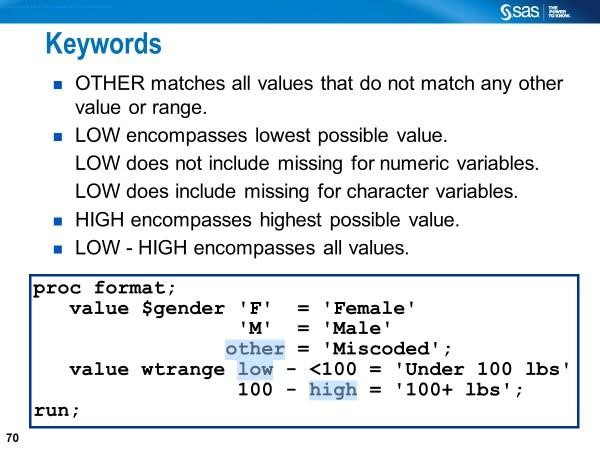 sas THE POWER TO KNOW.
Keywords
OTHER matches all values that do not match any other
value or range.
LOW encompasses lowest possible value.
LOW does not include missing for numeric variables.
LOW does include missing for character variables.
HIGH encompasses highest possible value.
LOW - HIGH encompasses all values.
proc format;
value $gender 'F' = 'Female'
'M' = 'Male'
other = 'Miscoded';
value wtrange low - <100 = 'Under 100 lbs'
100 - high = '100+ lbs';
run;
70